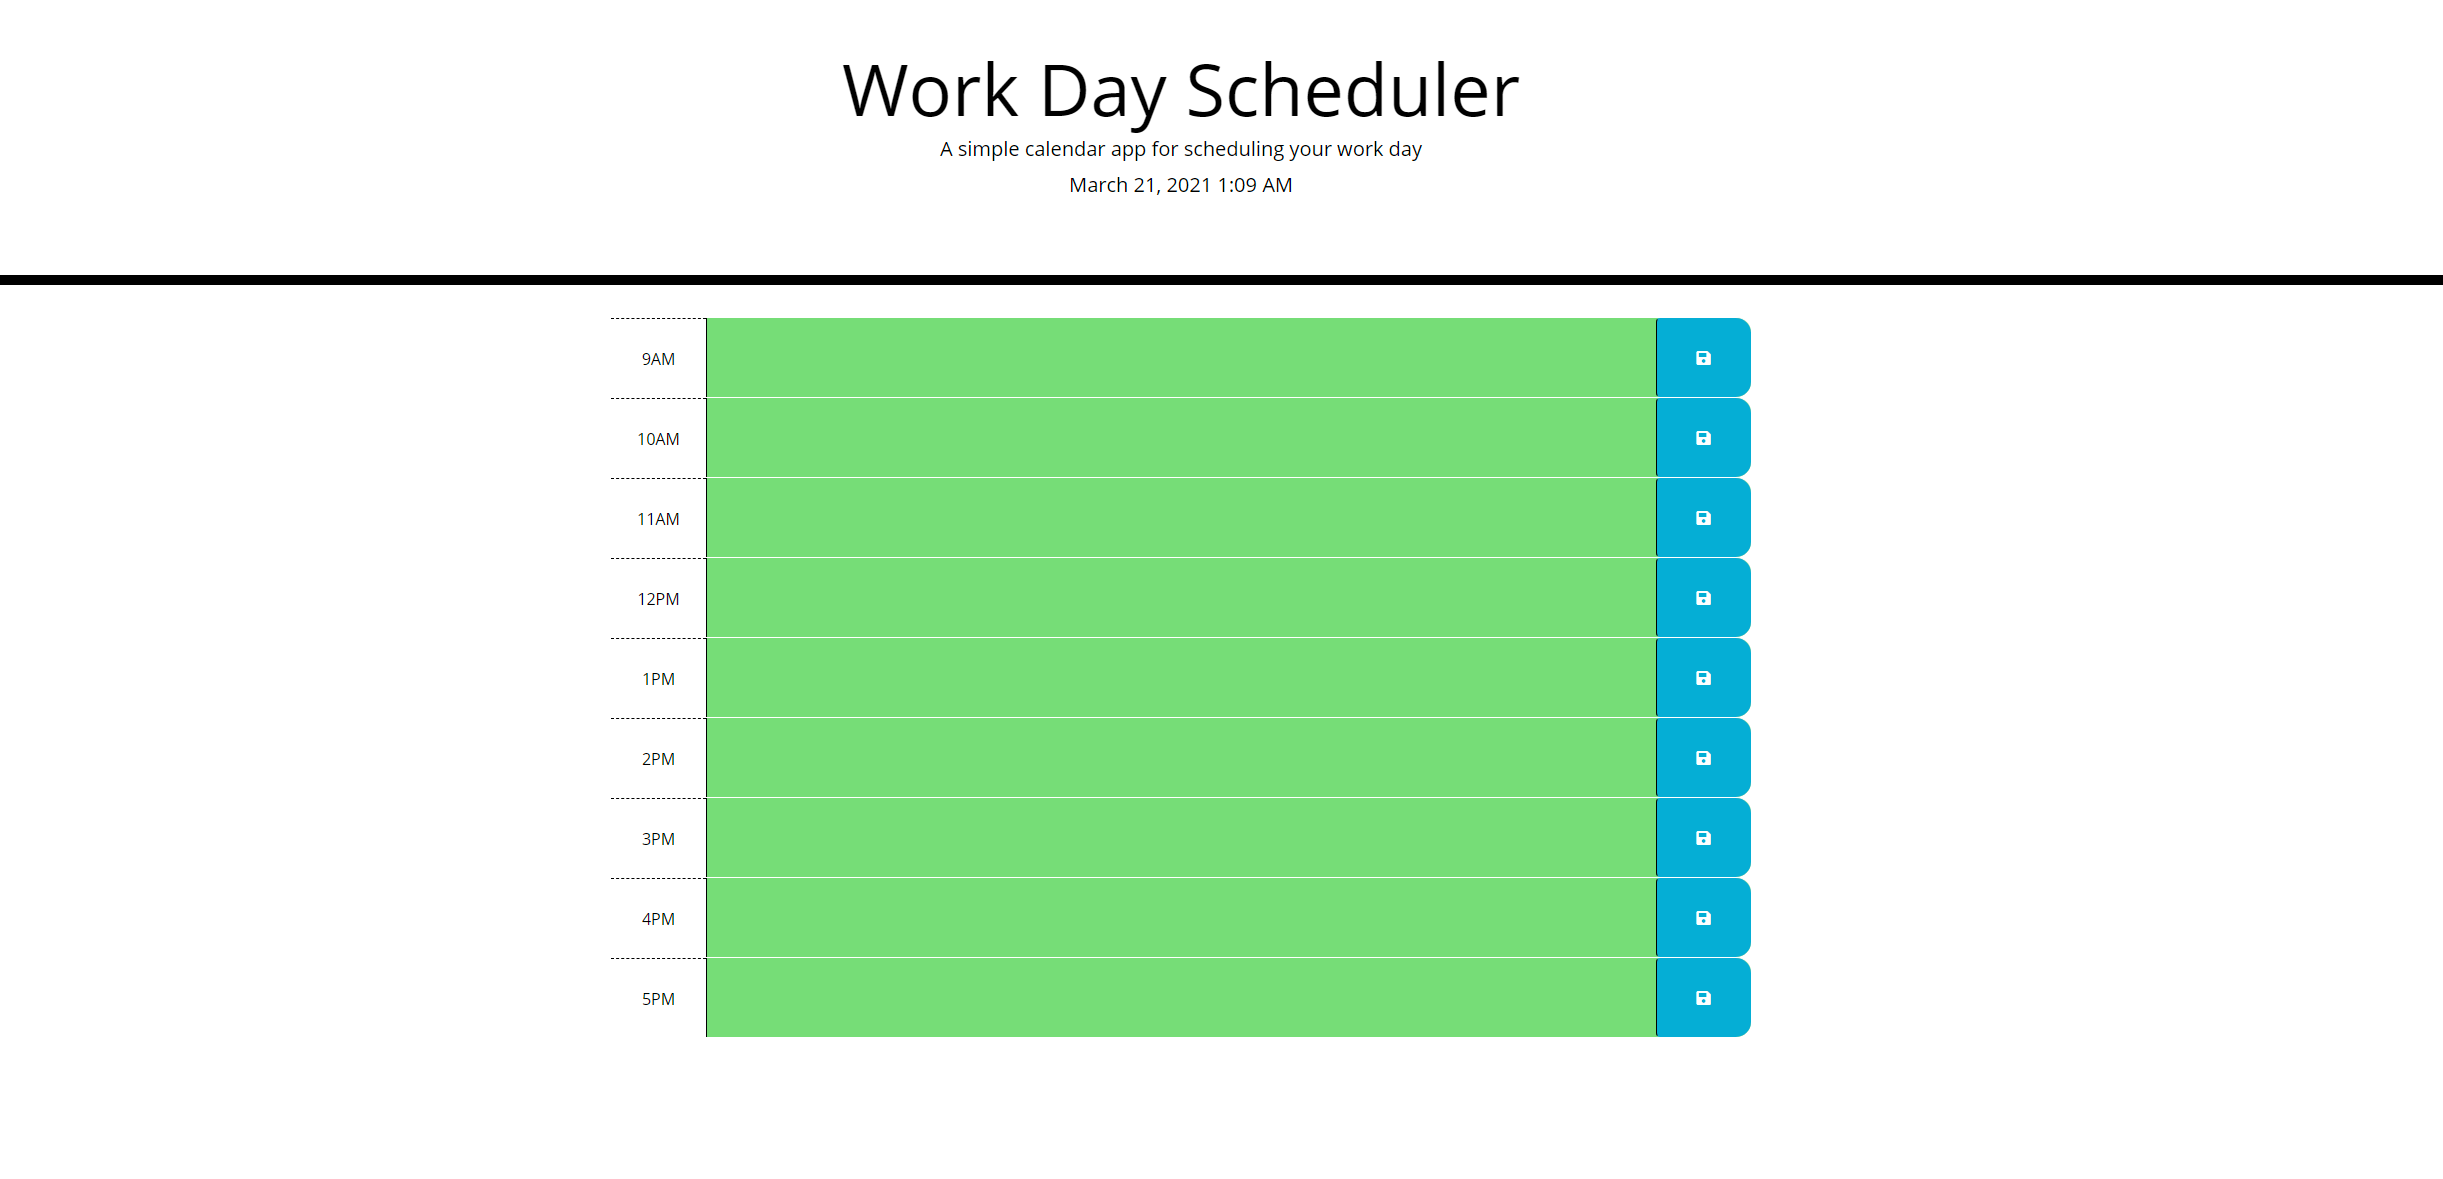 Work Day Scheduler
A simple calendar app for scheduling your work day
March 21, 2021 1:09 AM
9AM
10AM
11AM
12PM
1PM
2PM
3PM
4PM
5PM